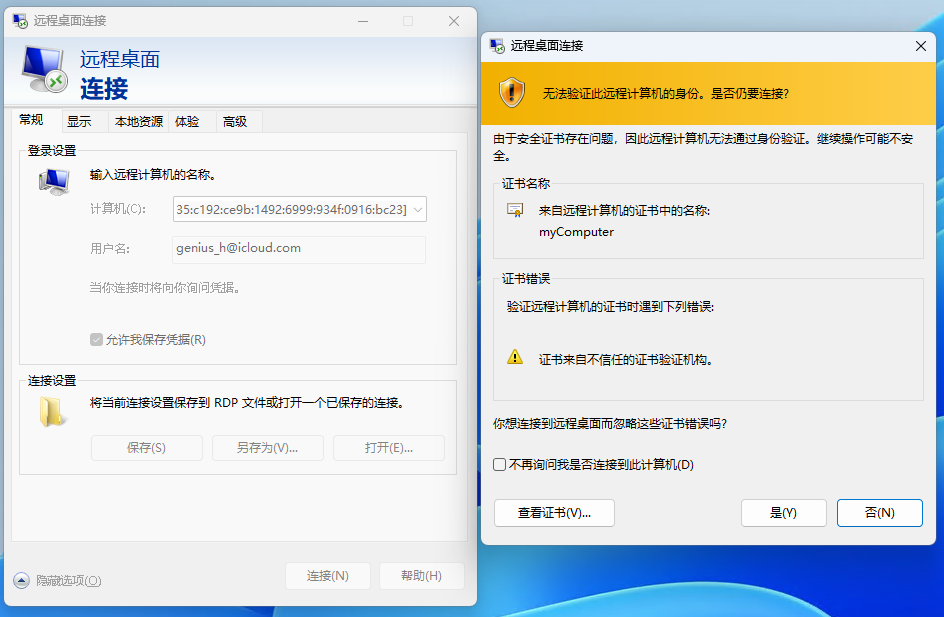 远程桌面连接
远程桌面
连接
常规 显示 本地资源 体验 高级
登录设置
输入远程计算机的名称。
计算机(C): 35:c192:ce9b:1492:6999:934f:0916:bc23]
用户名: genius_h@icloud.com
当你连接时将向你询问凭据。
允许我保存凭据(R)
连接设置
将当前连接设置保存到 RDP 文件或打开一个已保存的连接。
保存(S) 另存为(V)... 打开(E)...
隐藏选项(O) 连接(N) 帮助(H)
远程桌面连接
无法验证此远程计算机的身份。是否仍要连接?
由于安全证书存在问题，因此远程计算机无法通过身份验证。继续操作可能不安
全。
证书名称
来自远程计算机的证书中的名称:
myComputer
证书错误
验证远程计算机的证书时遇到下列错误:
证书来自不信任的证书验证机构。
你想连接到远程桌面而忽略这些证书错误吗?
不再询问我是否连接到此计算机(D)
查看证书(V)... 是(Y) 否(N)